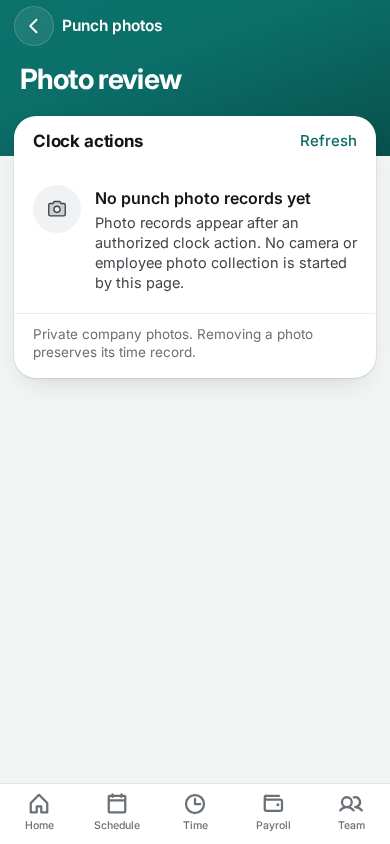 Punch photos
Photo review
Clock actions
Refresh
No punch photo records yet
Photo records appear after an
authorized clock action. No camera or
employee photo collection is started
by this page.
Private company photos. Removing a photo
preserves its time record.
Home
Schedule
Time
Payroll
Team